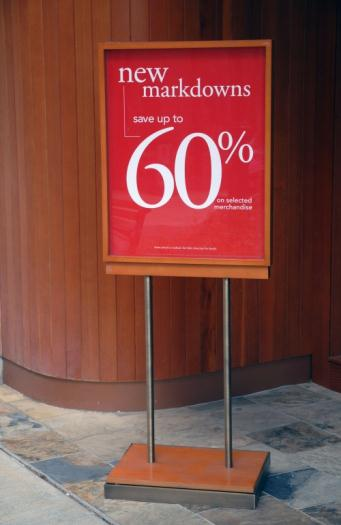 new
markdowns
save up to
60%
on selected
merchandise